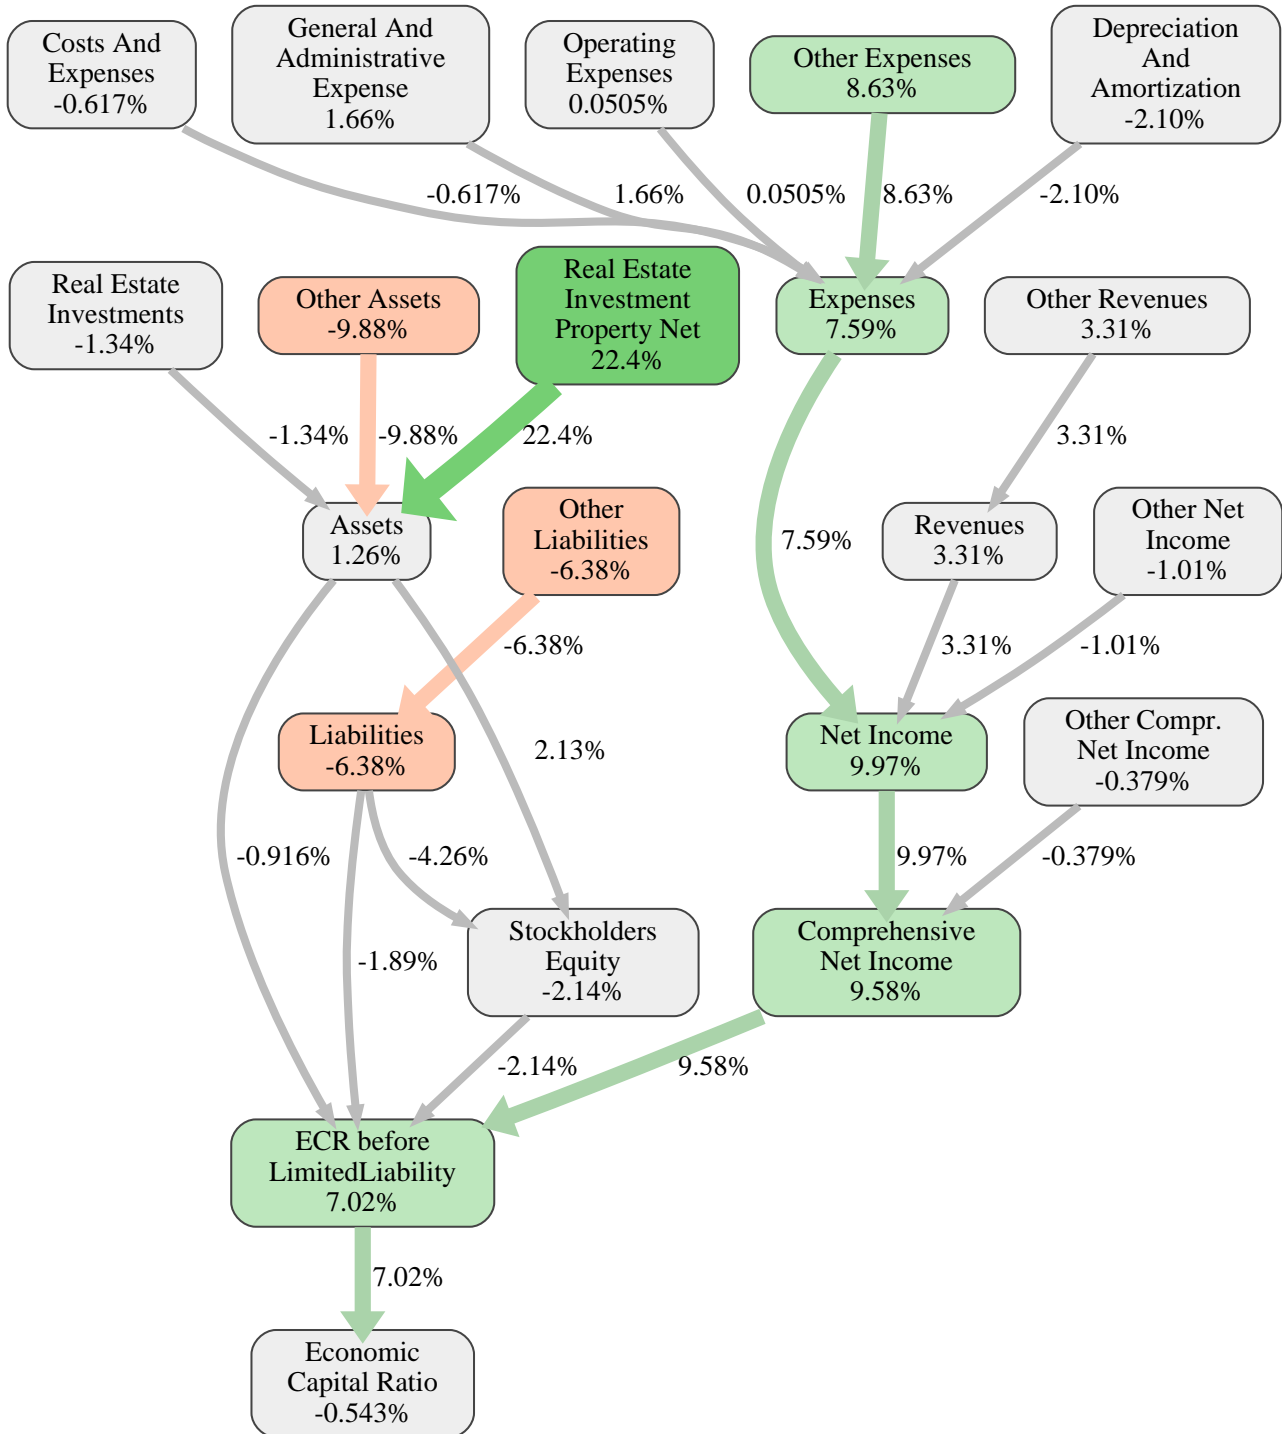 Costs And
Expenses
-0.617%
General And
Administrative
Expense
1.66%
Operating
Expenses
0.0505%
Other Expenses
8.63%
Depreciation
And
Amortization
-2.10%
-0.617%
1.66%
0.0505%
8.63%
-2.10%
Real Estate
Investments
-1.34%
Other Assets
-9.88%
Real Estate
Investment
Property Net
22.4%
Expenses
7.59%
Other Revenues
3.31%
-1.34%
-9.88%
22.4%
3.31%
Assets
1.26%
Other
Liabilities
-6.38%
7.59%
Revenues
3.31%
Other Net
Income
-1.01%
-6.38%
3.31%
-1.01%
Liabilities
-6.38%
2.13%
Net Income
9.97%
Other Compr.
Net Income
-0.379%
-0.916%
-4.26%
9.97%
-0.379%
-1.89%
Stockholders
Equity
-2.14%
Comprehensive
Net Income
9.58%
-2.14%
9.58%
ECR before
LimitedLiability
7.02%
7.02%
Economic
Capital Ratio
-0.543%